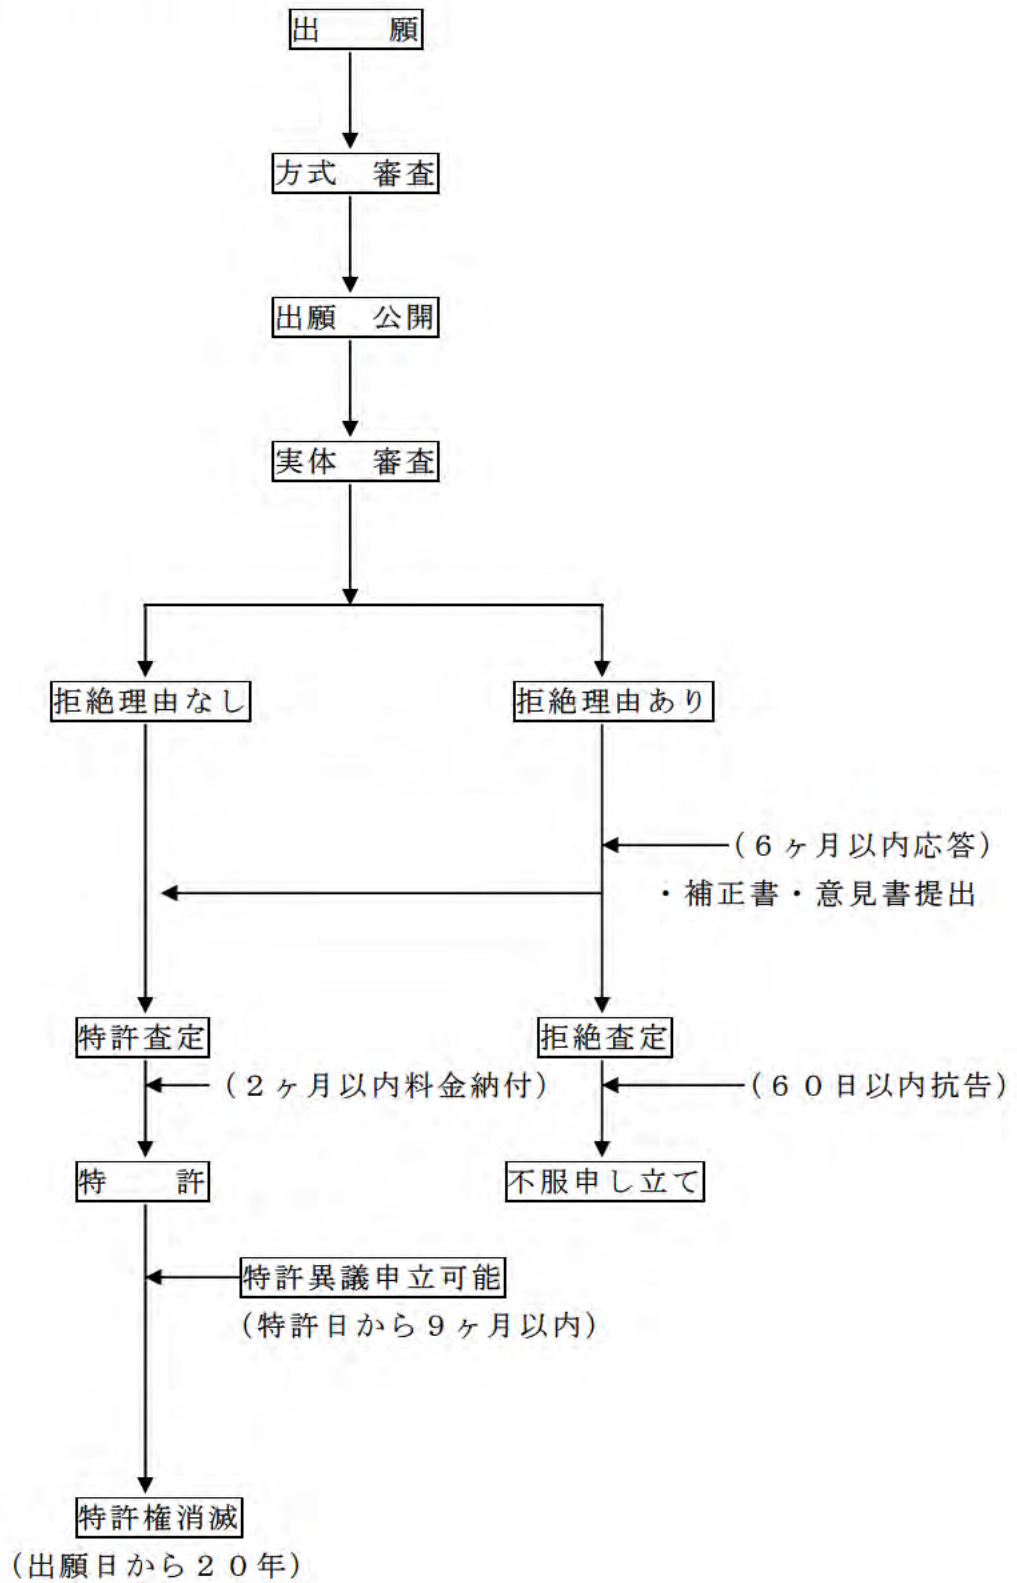 出　　願
方式　審査
出願　公開
実体　審査
拒絶理由なし
拒絶理由あり
（６ヶ月以内応答）
・補正書・意見書提出
特許査定
拒絶査定
（２ヶ月以内料金納付）
（６０日以内抗告）
特　　許
不服申し立て
特許異議申立可能
（特許日から９ヶ月以内）
特許権消滅
（出願日から２０年）